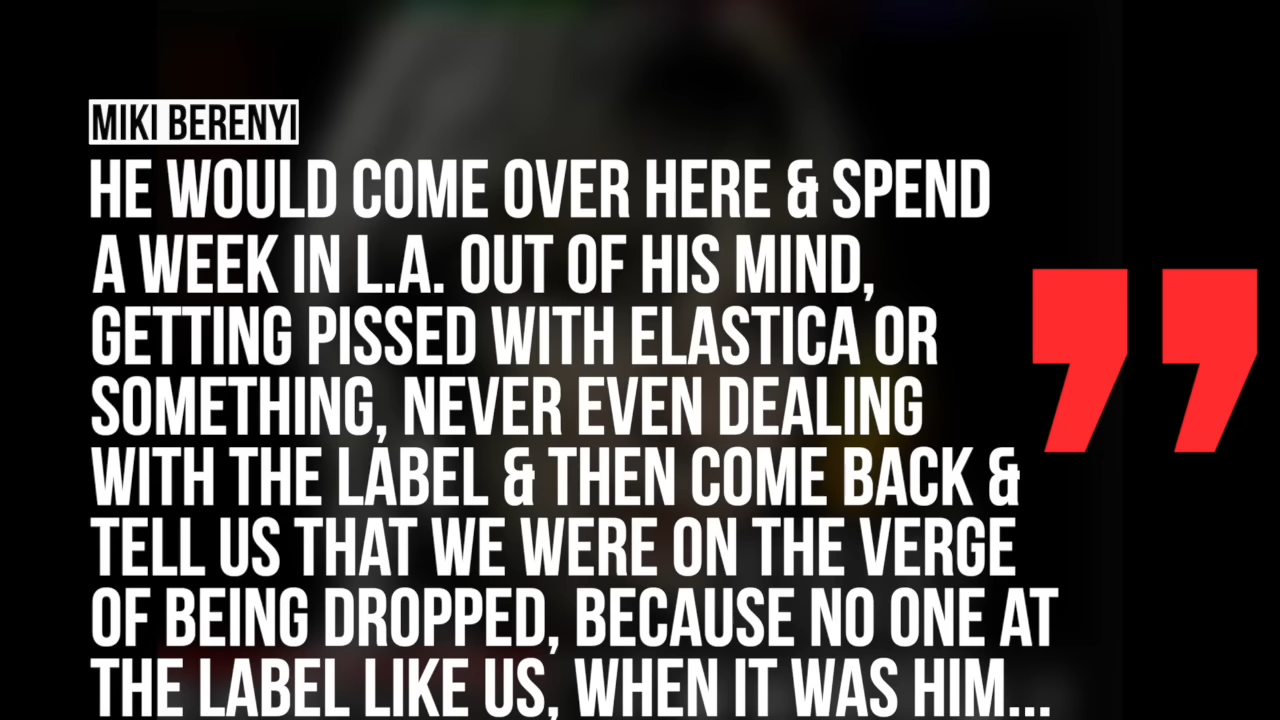 MIKI BERENYI
HE WOULD COME OVER HERE & SPEND
A WEEK IN L.A. OUT OF HIS MIND,
GETTING PISSED WITH ELASTICA OR
SOMETHING, NEVER EVEN DEALING
WITH THE LABEL & THEN COME BACK &
TELL US THAT WE WERE ON THE VERGE
OF BEING DROPPED, BECAUSE NO ONE AT
THE LABEL LIKE US, WHEN IT WAS HIM...
”